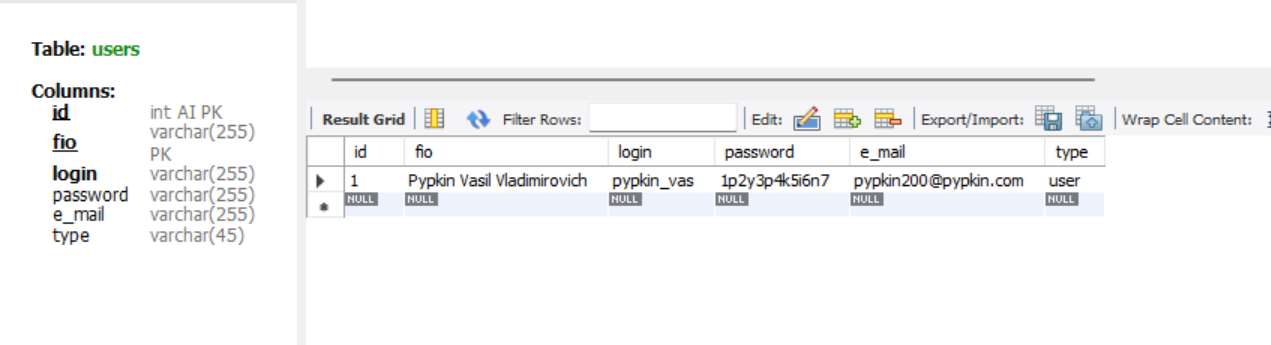 Table: users
Columns:
id int AI PK
fio varchar(255) PK
login varchar(255)
password varchar(255)
e_mail varchar(255)
type varchar(45)
Result Grid Filter Rows: Edit: Export/Import: Wrap Cell Content:
id fio login password e_mail type
1 Pypkin Vasil Vladimirovich pypkin_vas 1p2y3p4k5i6n7 pypkin200@pypkin.com user
NULL NULL NULL NULL NULL NULL